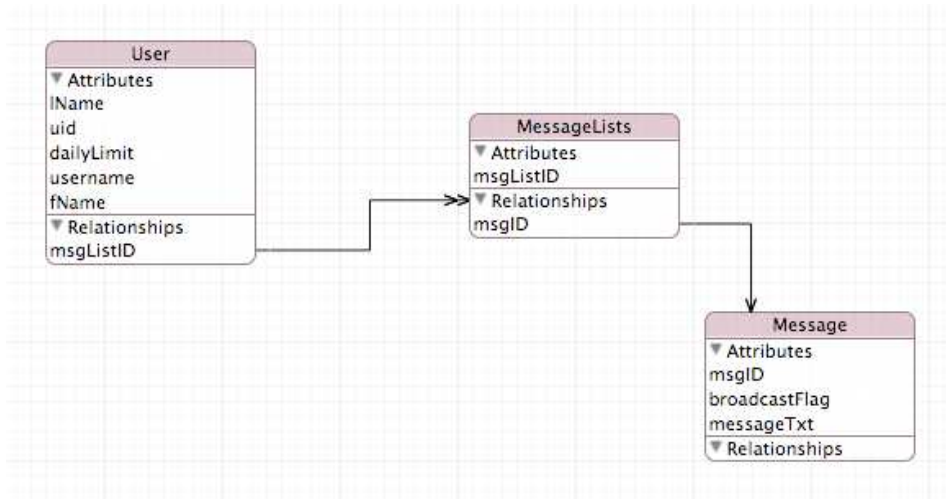 User
Attributes
lName
uid
dailyLimit
username
fName
Relationships
msgListID
MessageLists
Attributes
msgListID
Relationships
msgID
Message
Attributes
msgID
broadcastFlag
messageTxt
Relationships